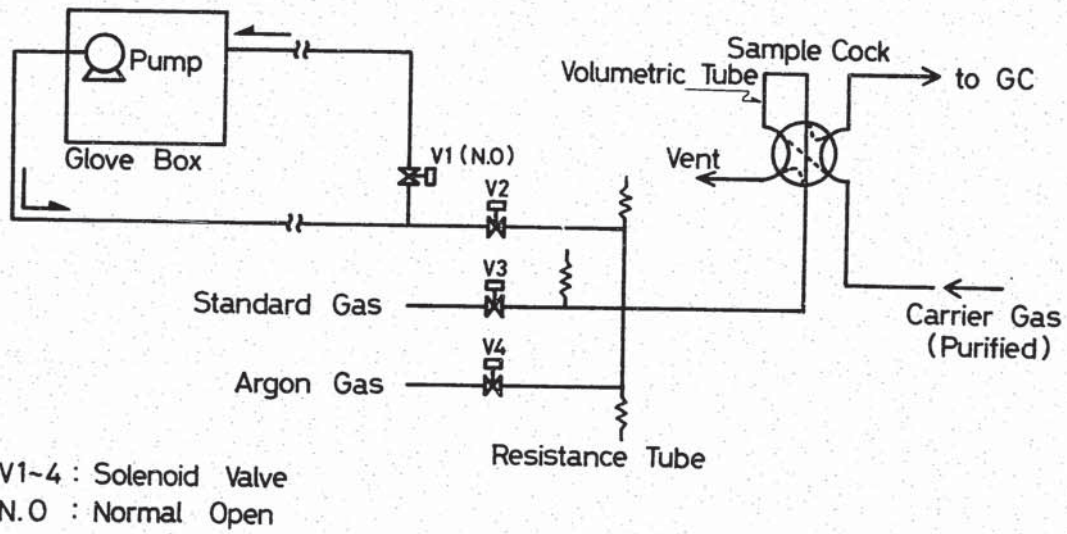 Pump
Glove Box
V1 (N.O)
V2
V3
V4
Standard Gas
Argon Gas
Resistance Tube
Sample Cock
Volumetric Tube
to GC
Vent
Carrier Gas
(Purified)
V1~4 : Solenoid Valve
N.O : Normal Open